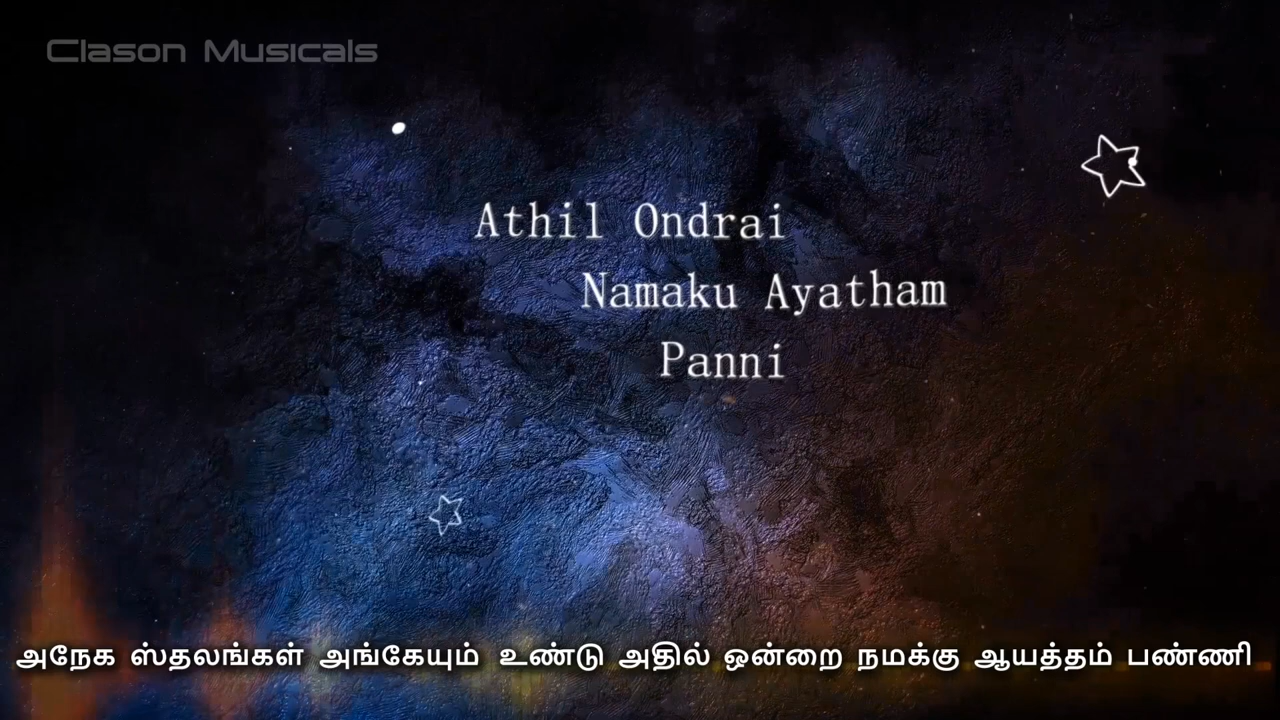 Clason Musicals
Athil Ondrai
Namaku Ayatham
Panni
அநேக ஸ்தலங்கள் அங்கேயும் உண்டு அதில் ஒன்றை நமக்கு ஆயத்தம் பண்ணி